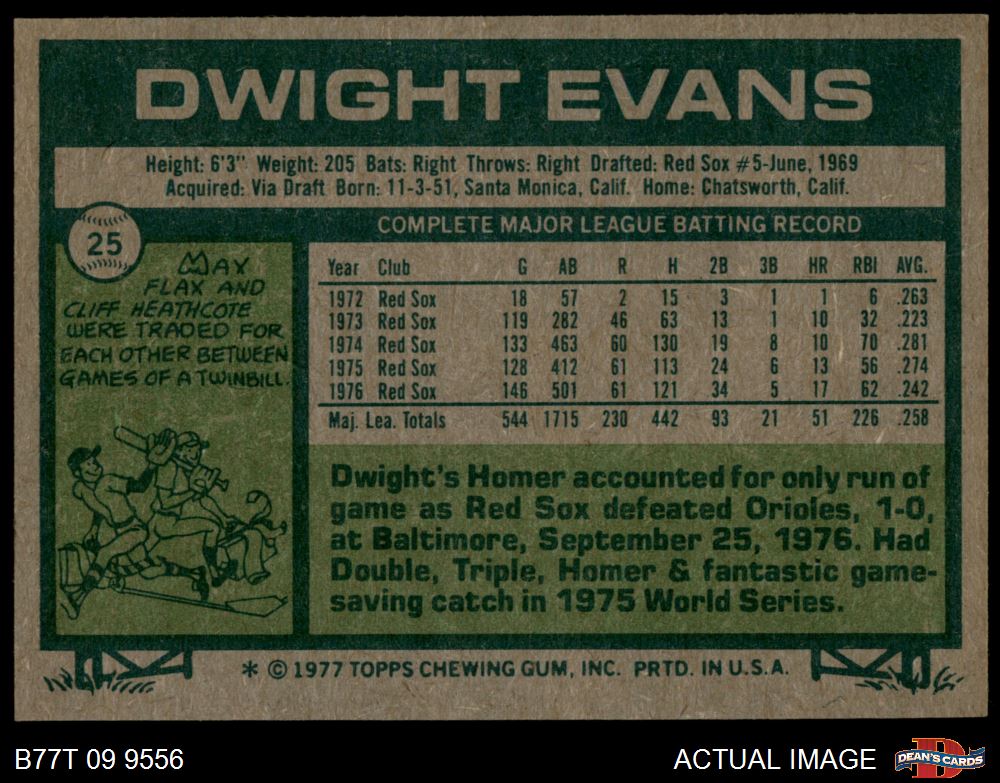 DWIGHT EVANS
Height: 6'3" Weight: 205 Bats: Right Throws: Right Drafted: Red Sox #5-June, 1969
Acquired: Via Draft Born: 11-3-51, Santa Monica, Calif. Home: Chatsworth, Calif.
25
MAX
FLAX AND
CLIFF HEATHCOTE
WERE TRADED FOR
EACH OTHER BETWEEN
GAMES OF A TWINBILL.
COMPLETE MAJOR LEAGUE BATTING RECORD
Year Club G AB R H 2B 3B HR RBI AVG.
1972 Red Sox 18 57 2 15 3 1 1 6 .263
1973 Red Sox 119 282 46 63 13 1 10 32 .223
1974 Red Sox 133 463 60 130 19 8 10 70 .281
1975 Red Sox 128 412 61 113 24 6 13 56 .274
1976 Red Sox 146 501 61 121 34 5 17 62 .242
Maj. Lea. Totals 544 1715 230 442 93 21 51 226 .258
Dwight's Homer accounted for only run of
game as Red Sox defeated Orioles, 1-0,
at Baltimore, September 25, 1976. Had
Double, Triple, Homer & fantastic game-
saving catch in 1975 World Series.
* © 1977 TOPPS CHEWING GUM, INC. PRTD. IN U.S.A.
B77T 09 9556
ACTUAL IMAGE
D
DEAN'S CARDS